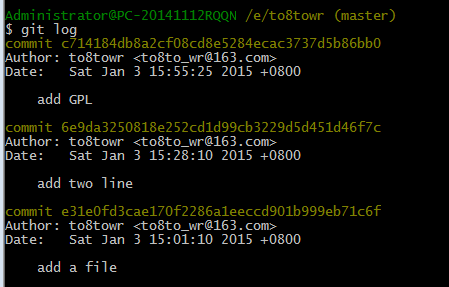 Administrator@PC-20141112RQQN /e/to8towr (master)
$ git log
commit c714184db8a2cf08cd8e5284ecac3737d5b86bb0
Author: to8towr <to8to_wr@163.com>
Date:   Sat Jan 3 15:55:25 2015 +0800
add GPL
commit 6e9da3250818e252cd1d99cb3229d5d451d46f7c
Author: to8towr <to8to_wr@163.com>
Date:   Sat Jan 3 15:28:10 2015 +0800
add two line
commit e31e0fd3cae170f2286a1eeccd901b999eb71c6f
Author: to8towr <to8to_wr@163.com>
Date:   Sat Jan 3 15:01:10 2015 +0800
add a file